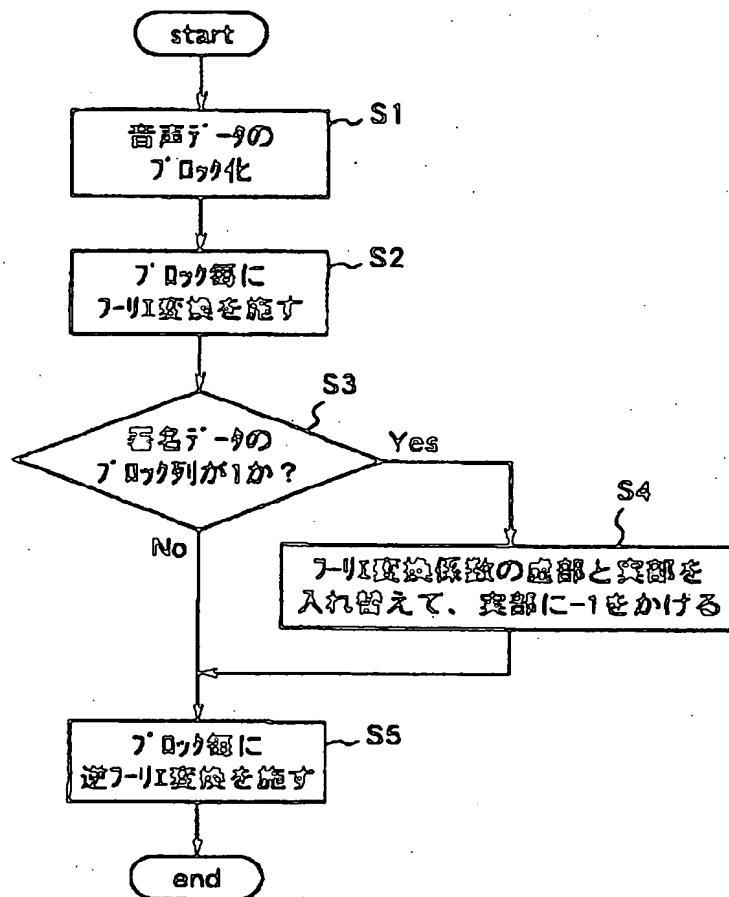 start
S1
音声データの
ブロック化
S2
ブロック毎に
フーリエ変換を施す
S3
署名データの
ブロック列が1か？
Yes
No
S4
フーリエ変換係数の虚部と実部を
入れ替えて、実部に-1をかける
S5
ブロック毎に
逆フーリエ変換を施す
end